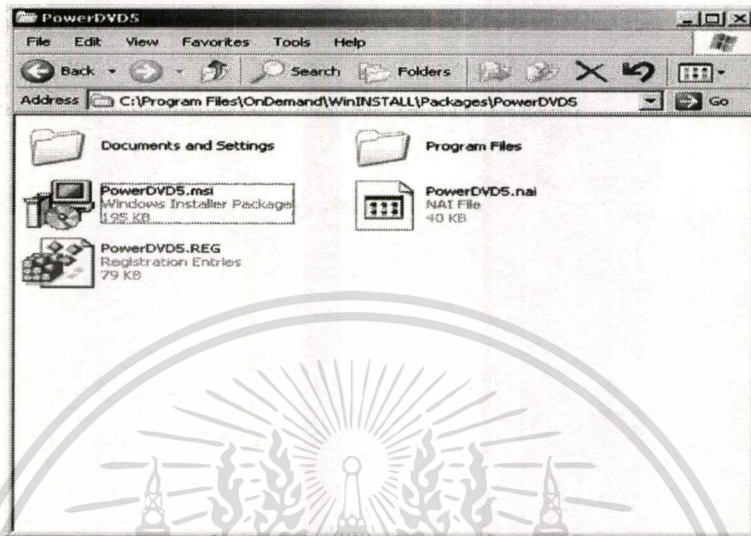 PowerDVD5
File Edit View Favorites Tools Help
Back Search Folders
Address C:\Program Files\OnDemand\WinINSTALL\Packages\PowerDVD5 Go
Documents and Settings
Program Files
PowerDVD5.msi
Windows Installer Package
195 KB
PowerDVD5.nai
NAI File
40 KB
PowerDVD5.REG
Registration Entries
79 KB